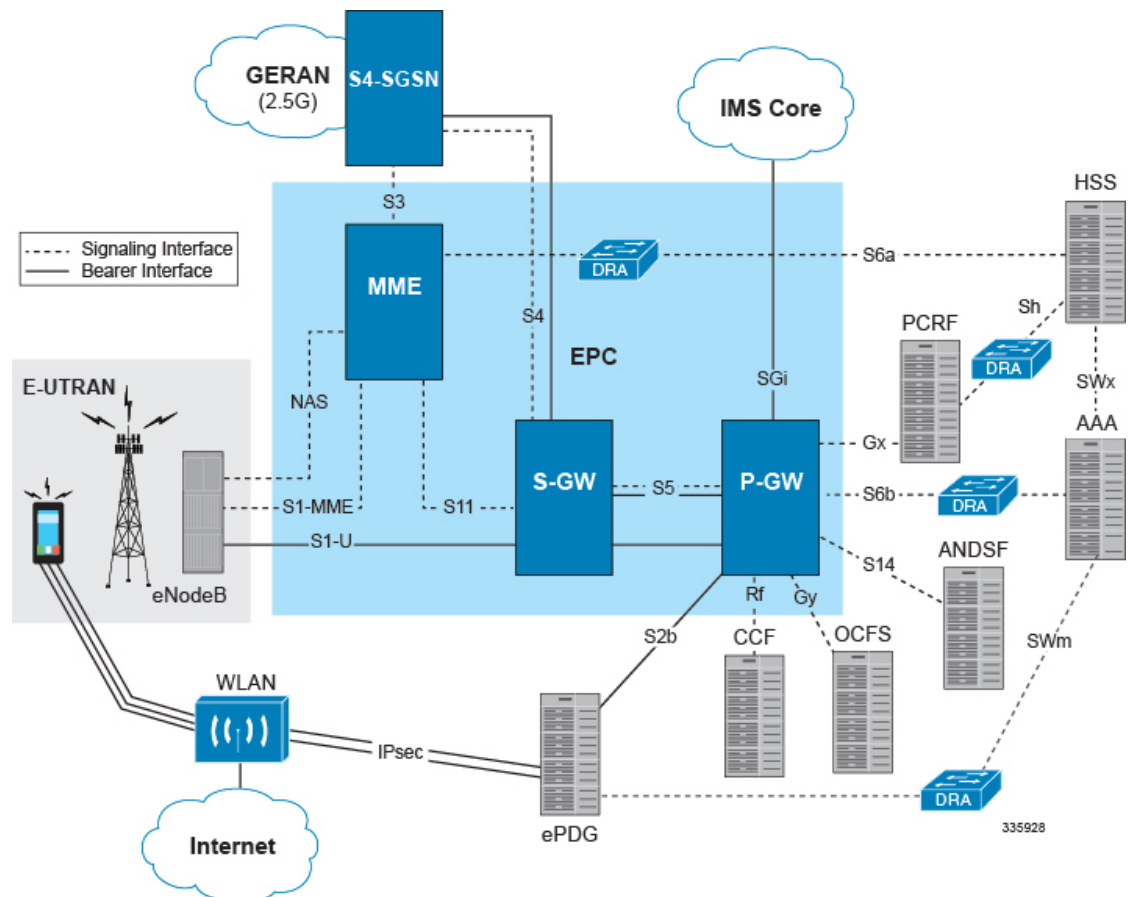 GERAN
(2.5G)
S4-SGSN
IMS Core
HSS
S3
Signaling Interface
Bearer Interface
MME
DRA
S6a
S4
Sh
PCRF
DRA
EPC
SGi
SWx
E-UTRAN
NAS
AAA
Gx
S-GW
S5
P-GW
S6b
DRA
S1-MME
S11
S1-U
S14
ANDSF
eNodeB
Rf
Gy
S2b
CCF
OCFS
SWm
WLAN
IPsec
DRA
Internet
ePDG
335928